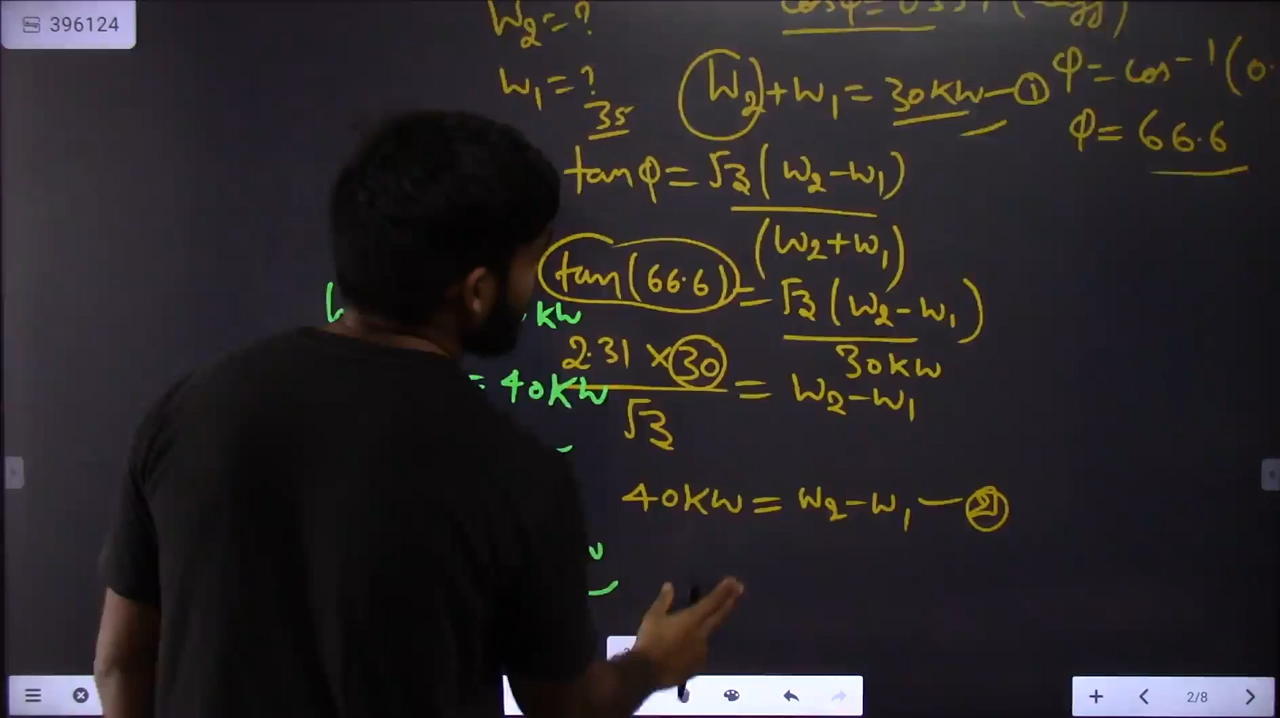 396124
W₂=?
W₁=?
35
W₂+W₁=30KW—①
φ=cos⁻¹(0.
φ=66.6
tanφ=√3(W₂-W₁)
(W₂+W₁)
tan(66.6)=√3(W₂-W₁)
30KW
KW
2.31×30=W₂-W₁
√3
=40KW
40KW=W₂-W₁—②
2/8